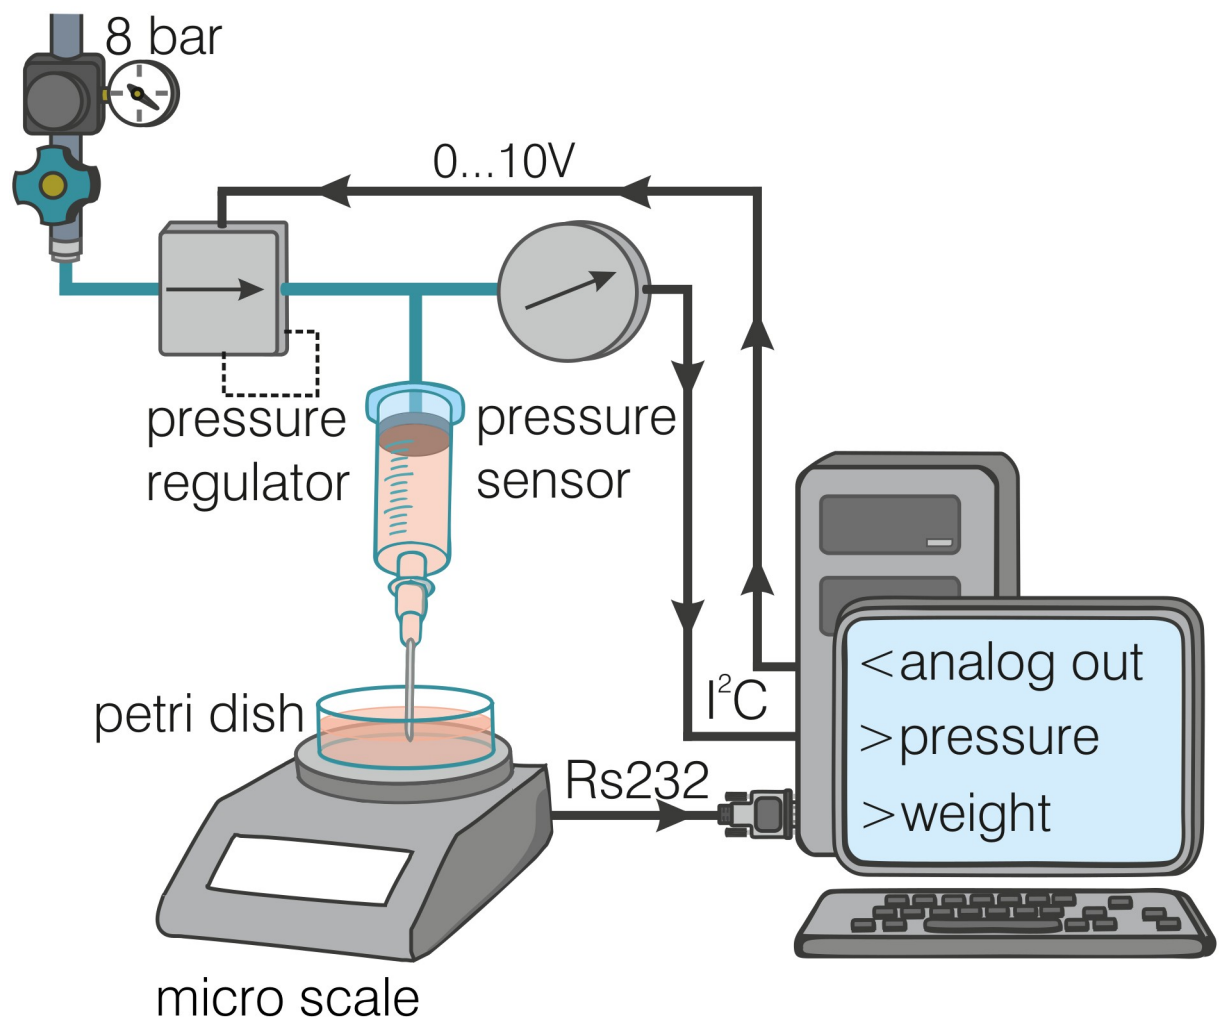 8 bar
0...10V
pressure
regulator
pressure
sensor
petri dish
I²C
Rs232
<analog out
>pressure
>weight
micro scale